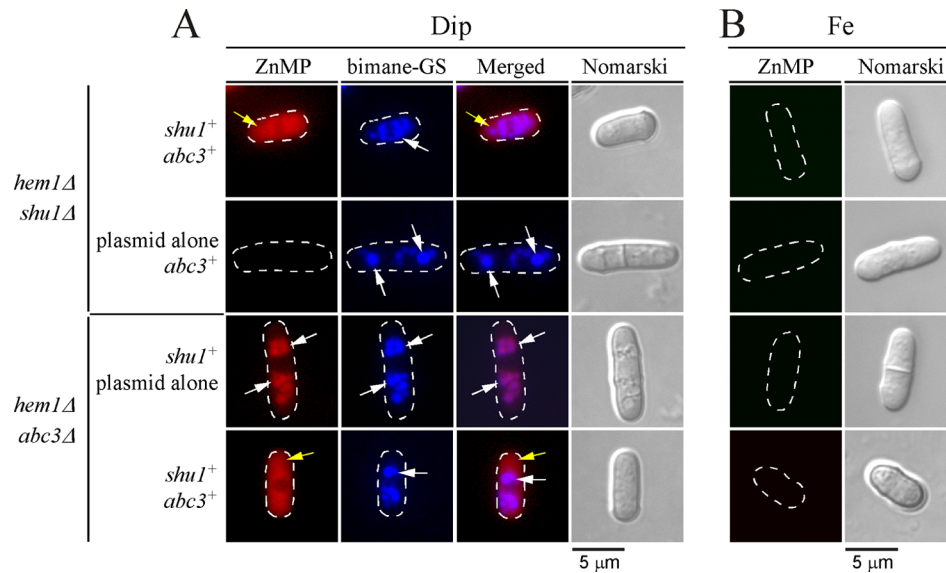 A
Dip
B
Fe
ZnMP
bimane-GS
Merged
Nomarski
ZnMP
Nomarski
hem1Δ
shu1Δ
shu1+
abc3+
plasmid alone
abc3+
hem1Δ
abc3Δ
shu1+
plasmid alone
shu1+
abc3+
5 µm
5 µm